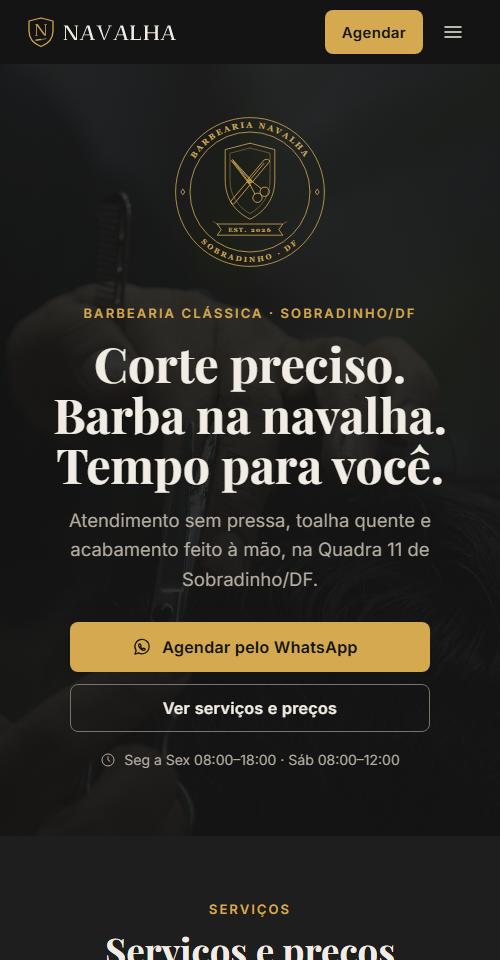 N NAVALHA
Agendar
BARBEARIA NAVALHA
EST. 2026
SOBRADINHO · DF
BARBEARIA CLÁSSICA · SOBRADINHO/DF
Corte preciso.
Barba na navalha.
Tempo para você.
Atendimento sem pressa, toalha quente e
acabamento feito à mão, na Quadra 11 de
Sobradinho/DF.
Agendar pelo WhatsApp
Ver serviços e preços
Seg a Sex 08:00–18:00 · Sáb 08:00–12:00
SERVIÇOS
Serviços e preços